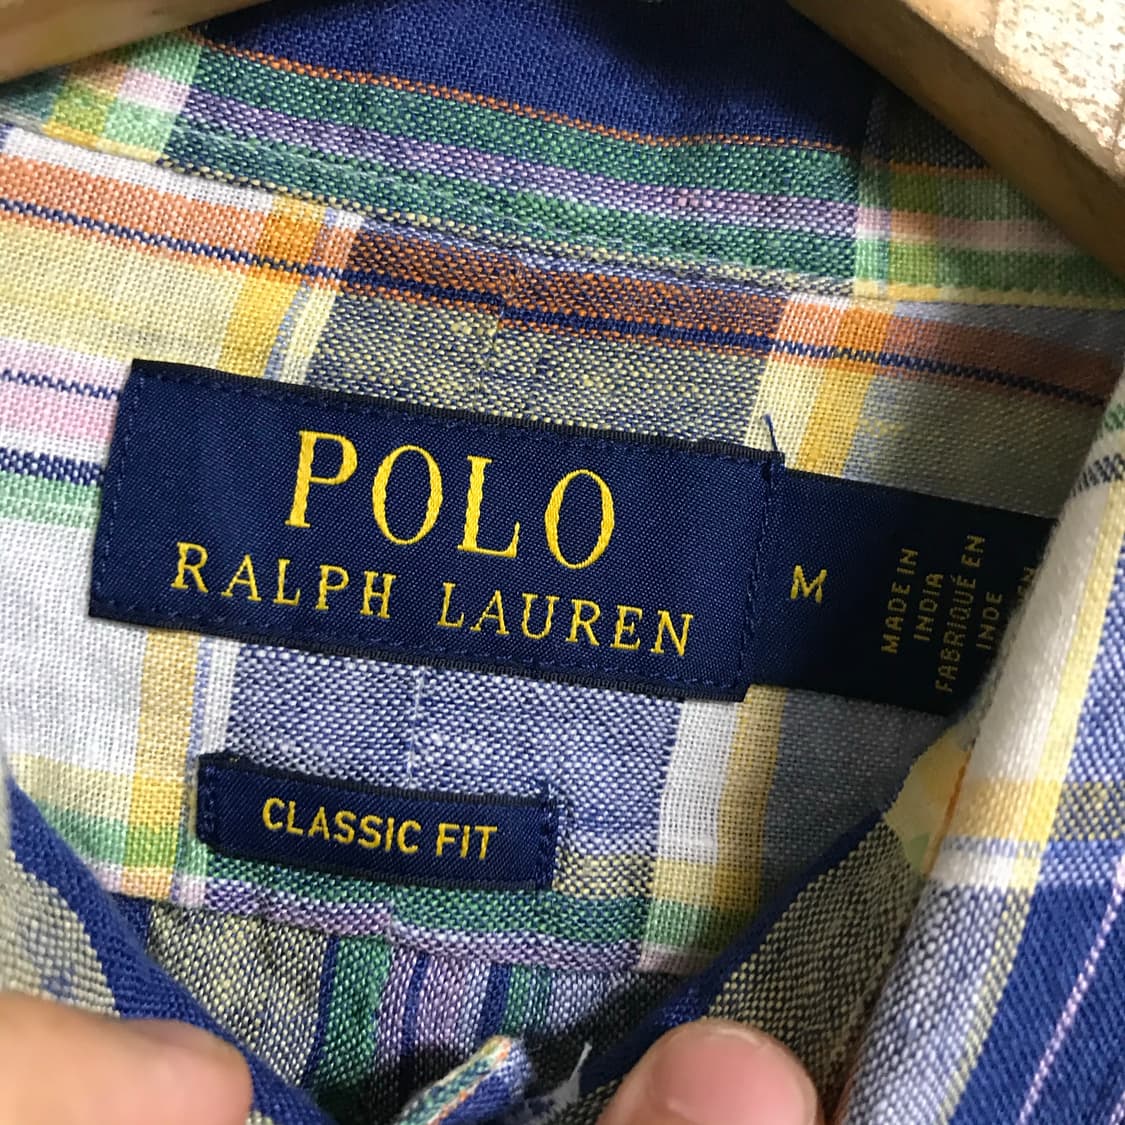 POLO
RALPH LAUREN
M
MADE IN
INDIA
FABRIQUÉ EN
INDE
CLASSIC FIT